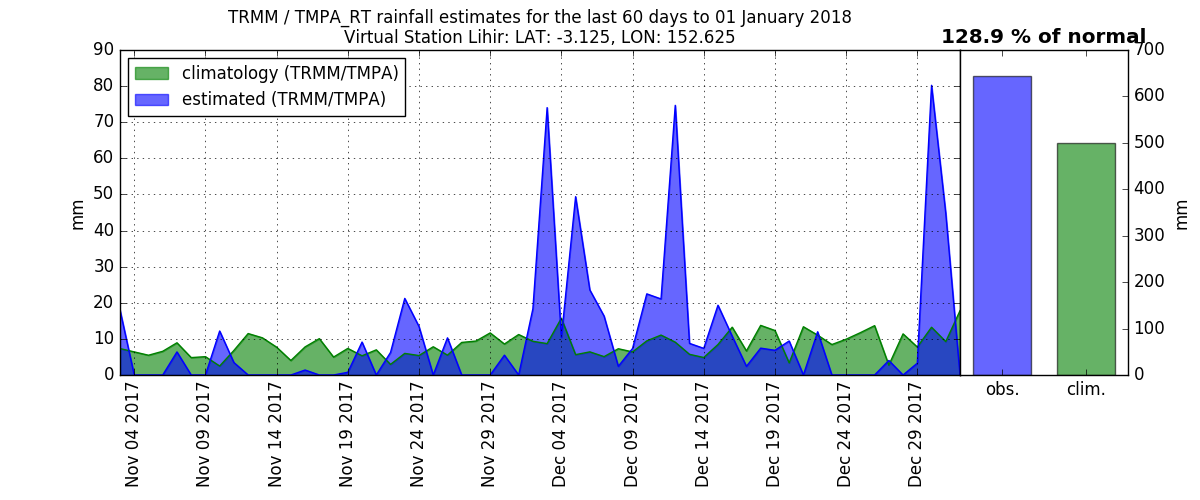 TRMM / TMPA_RT rainfall estimates for the last 60 days to 01 January 2018
Virtual Station Lihir: LAT: -3.125, LON: 152.625
128.9 % of normal
climatology (TRMM/TMPA)
estimated (TRMM/TMPA)
mm
90
80
70
60
50
40
30
20
10
0
Nov 04 2017
Nov 09 2017
Nov 14 2017
Nov 19 2017
Nov 24 2017
Nov 29 2017
Dec 04 2017
Dec 09 2017
Dec 14 2017
Dec 19 2017
Dec 24 2017
Dec 29 2017
obs.
clim.
700
600
500
400
300
200
100
0
mm